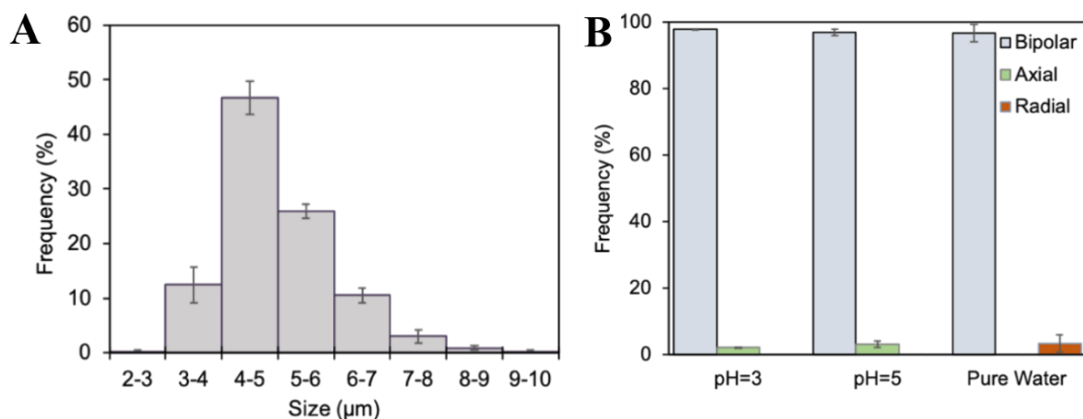 A
Frequency (%)
60
50
40
30
20
10
0
2-3 3-4 4-5 5-6 6-7 7-8 8-9 9-10
Size (µm)
B
Frequency (%)
100
80
60
40
20
0
Bipolar
Axial
Radial
pH=3 pH=5 Pure Water